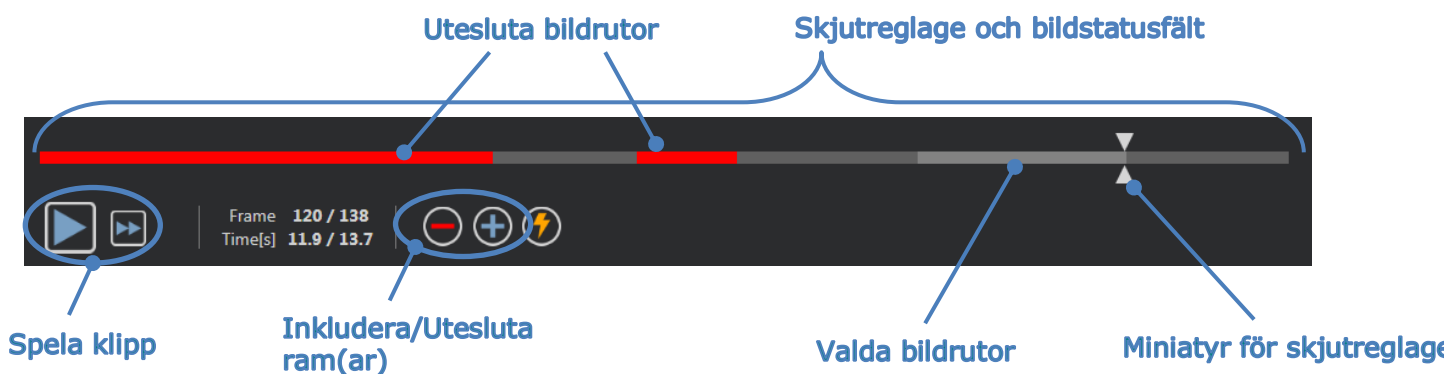 Utesluta bildrutor
Skjutreglage och bildstatusfält
Frame 120 / 138
Time[s] 11.9 / 13.7
Spela klipp
Inkludera/Utesluta
ram(ar)
Valda bildrutor
Miniatyr för skjutreglage